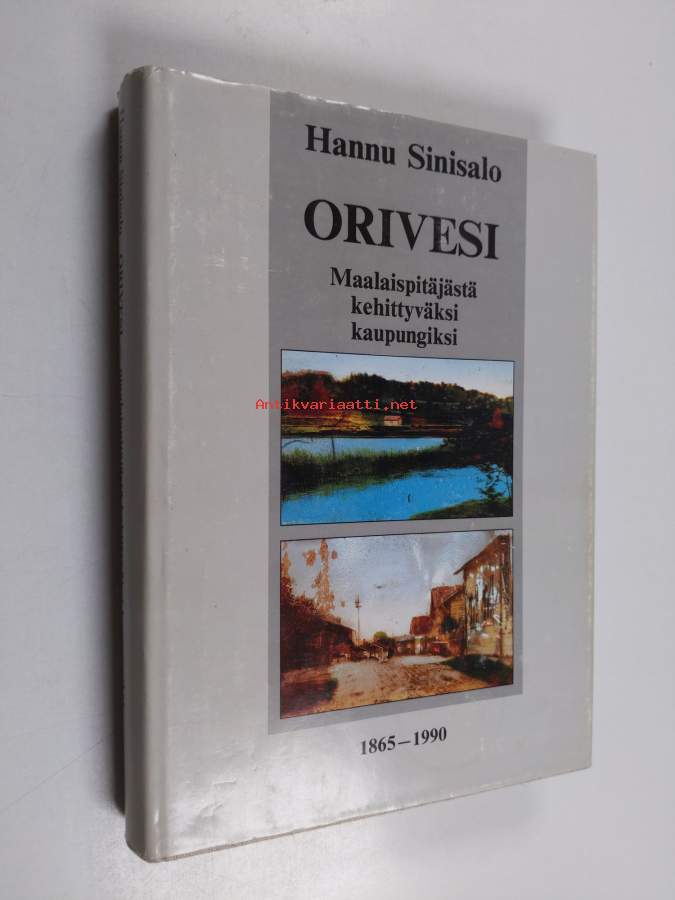 Hannu Sinisalo
ORIVESI
Maalaispitäjästä
kehittyväksi
kaupungiksi
Antikvariaatti.net
1865–1990